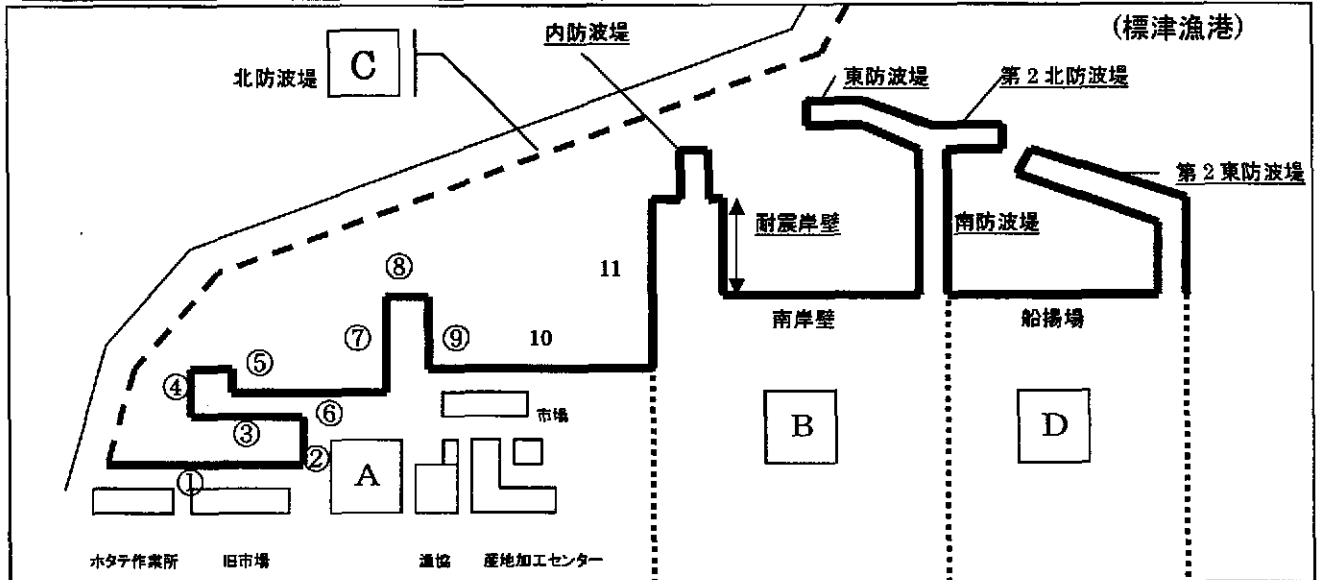 (標津漁港)
内防波堤
北防波堤
C
東防波堤
第2北防波堤
第2東防波堤
耐震岸壁
南防波堤
⑧
11
南岸壁
船揚場
⑦
⑨
10
⑤
④
⑥
市場
③
②
①
A
B
D
ホタテ作業所
旧市場
漁協
産地加工センター